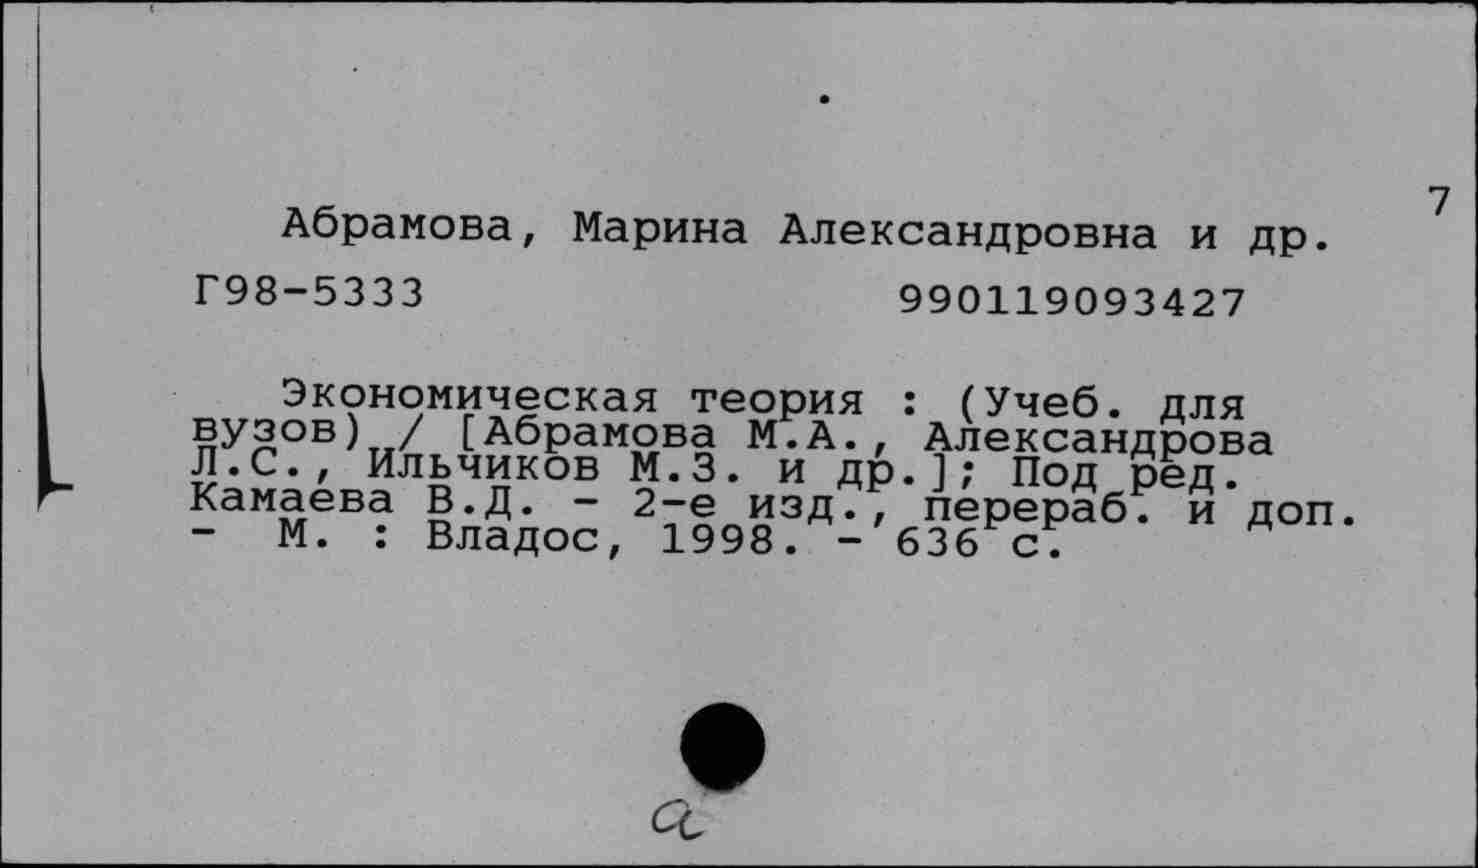 7
Абрамова, Марина Александровна и др.
Г98-5333 990119093427
Экономическая теория : (Учеб. для
вузов) / [Абрамова М.А., Александрова
Л.С., Ильчиков М.З. и др.]; Под ред.
Камаева В.Д. - 2-е изд., перераб. и доп.
- М. : Владос, 1998. - 636 с.
а